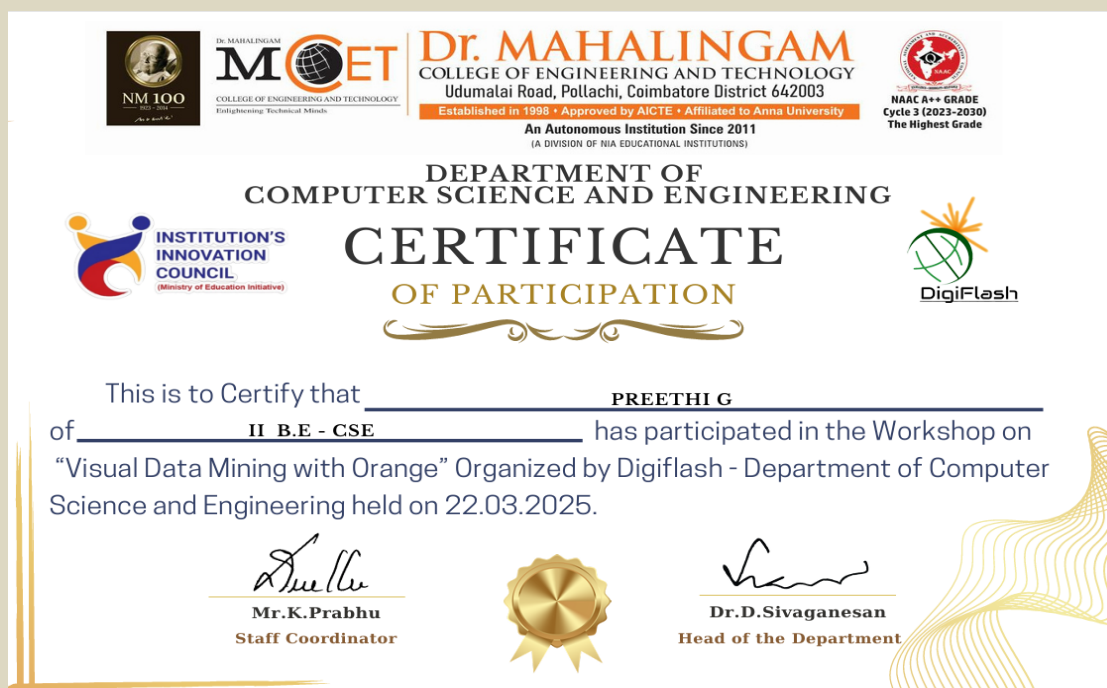 NM 100
1923 - 2014
Dr. MAHALINGAM
MCET
COLLEGE OF ENGINEERING AND TECHNOLOGY
Enlightening Technical Minds
Dr. MAHALINGAM
COLLEGE OF ENGINEERING AND TECHNOLOGY
Udumalai Road, Pollachi, Coimbatore District 642003
Established in 1998 • Approved by AICTE • Affiliated to Anna University
An Autonomous Institution Since 2011
(A DIVISION OF NIA EDUCATIONAL INSTITUTIONS)
NAAC
NAAC A++ GRADE
Cycle 3 (2023-2030)
The Highest Grade
DEPARTMENT OF
COMPUTER SCIENCE AND ENGINEERING
INSTITUTION'S
INNOVATION
COUNCIL
(Ministry of Education Initiative)
CERTIFICATE
OF PARTICIPATION
DigiFlash
This is to Certify that PREETHI G
of II B.E - CSE has participated in the Workshop on
“Visual Data Mining with Orange” Organized by Digiflash - Department of Computer
Science and Engineering held on 22.03.2025.
Mr.K.Prabhu
Staff Coordinator
Dr.D.Sivaganesan
Head of the Department